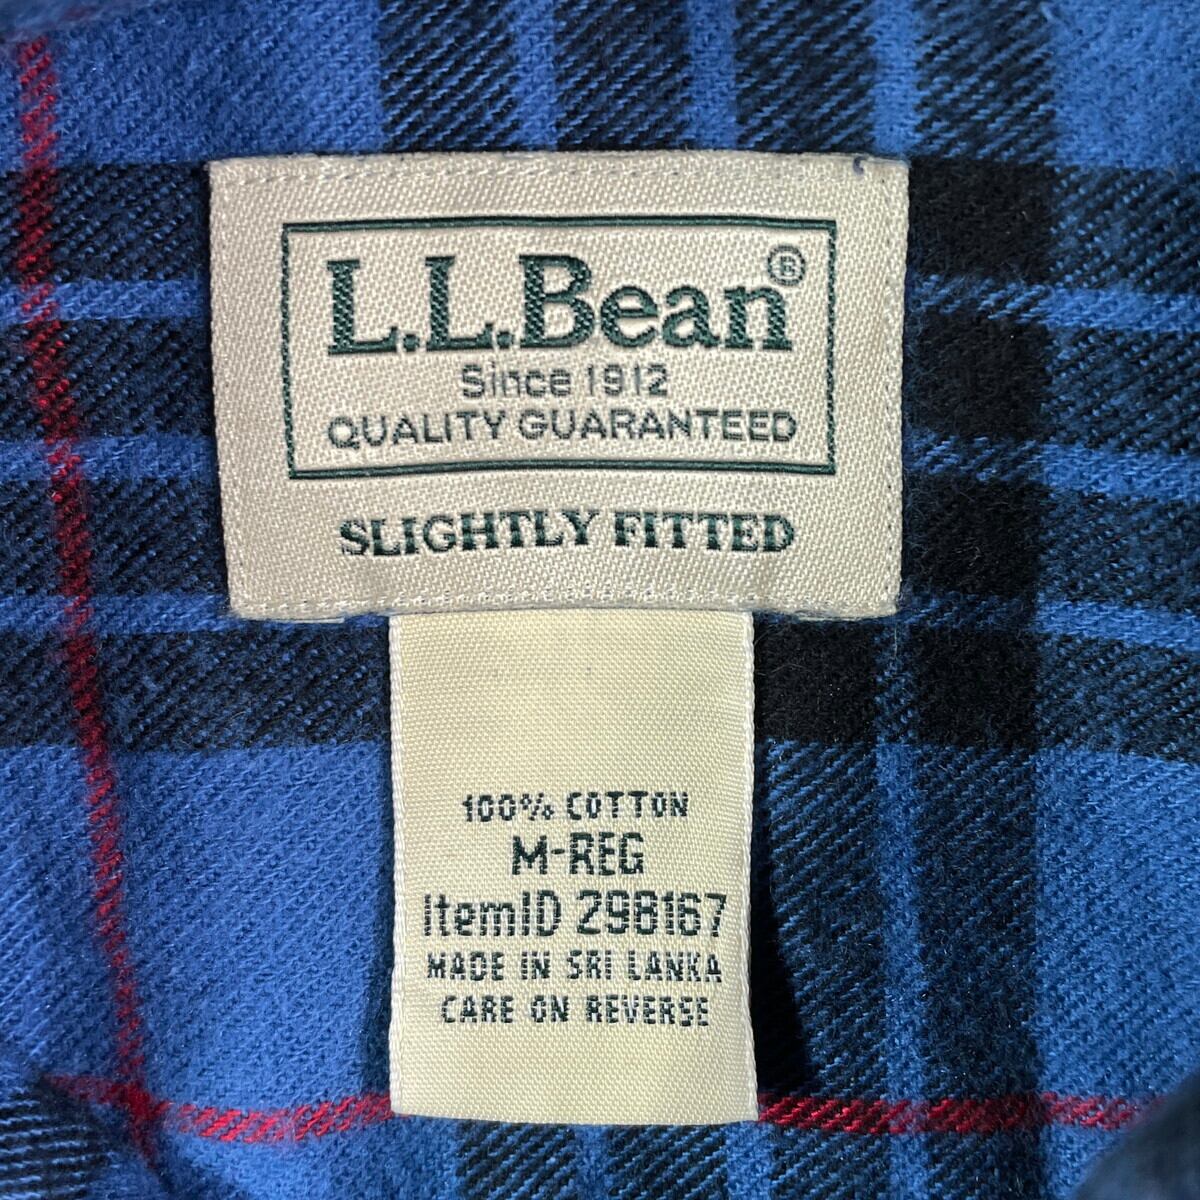 L.L.Bean®
Since 1912
QUALITY GUARANTEED
SLIGHTLY FITTED
100% COTTON
M-REG
ItemID 298167
MADE IN SRI LANKA
CARE ON REVERSE